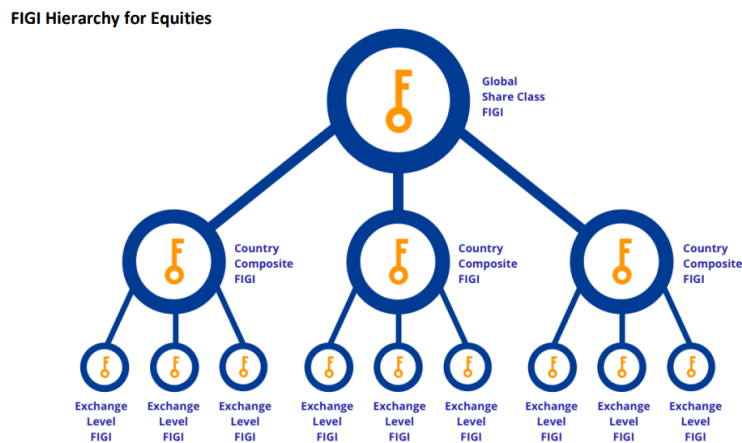 FIGI Hierarchy for Equities
Global
Share Class
FIGI
Country
Composite
FIGI
Country
Composite
FIGI
Country
Composite
FIGI
Exchange
Level
FIGI
Exchange
Level
FIGI
Exchange
Level
FIGI
Exchange
Level
FIGI
Exchange
Level
FIGI
Exchange
Level
FIGI
Exchange
Level
FIGI
Exchange
Level
FIGI
Exchange
Level
FIGI